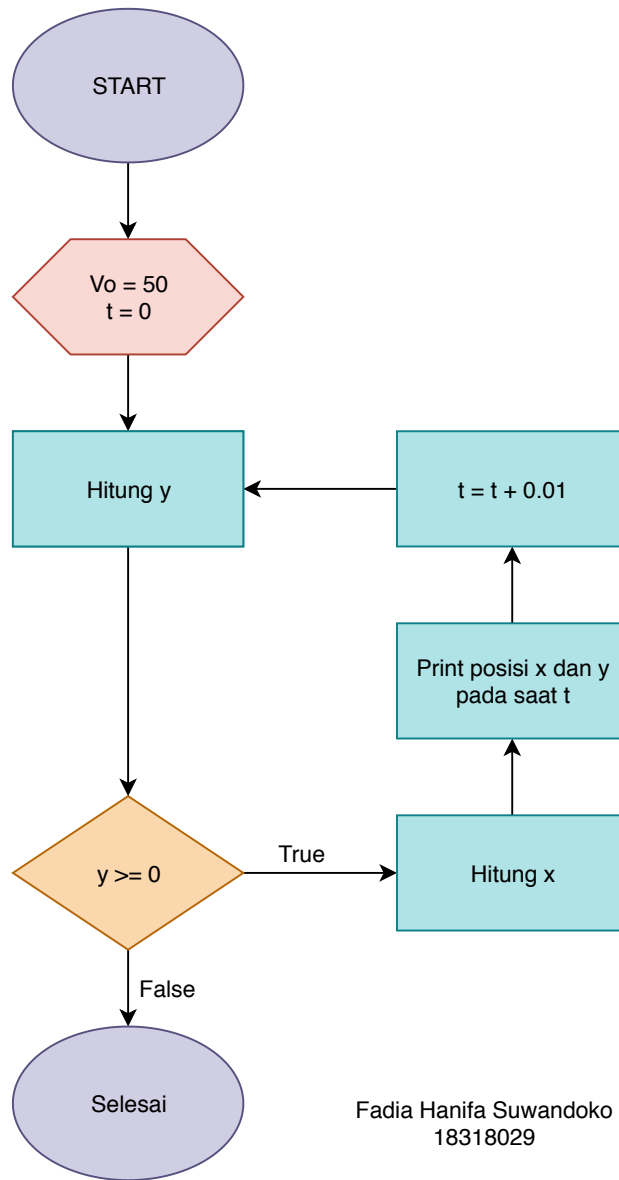 START
Vo = 50
t = 0
Hitung y
t = t + 0.01
Print posisi x dan y
pada saat t
y >= 0
True
Hitung x
False
Selesai
Fadia Hanifa Suwandoko
18318029